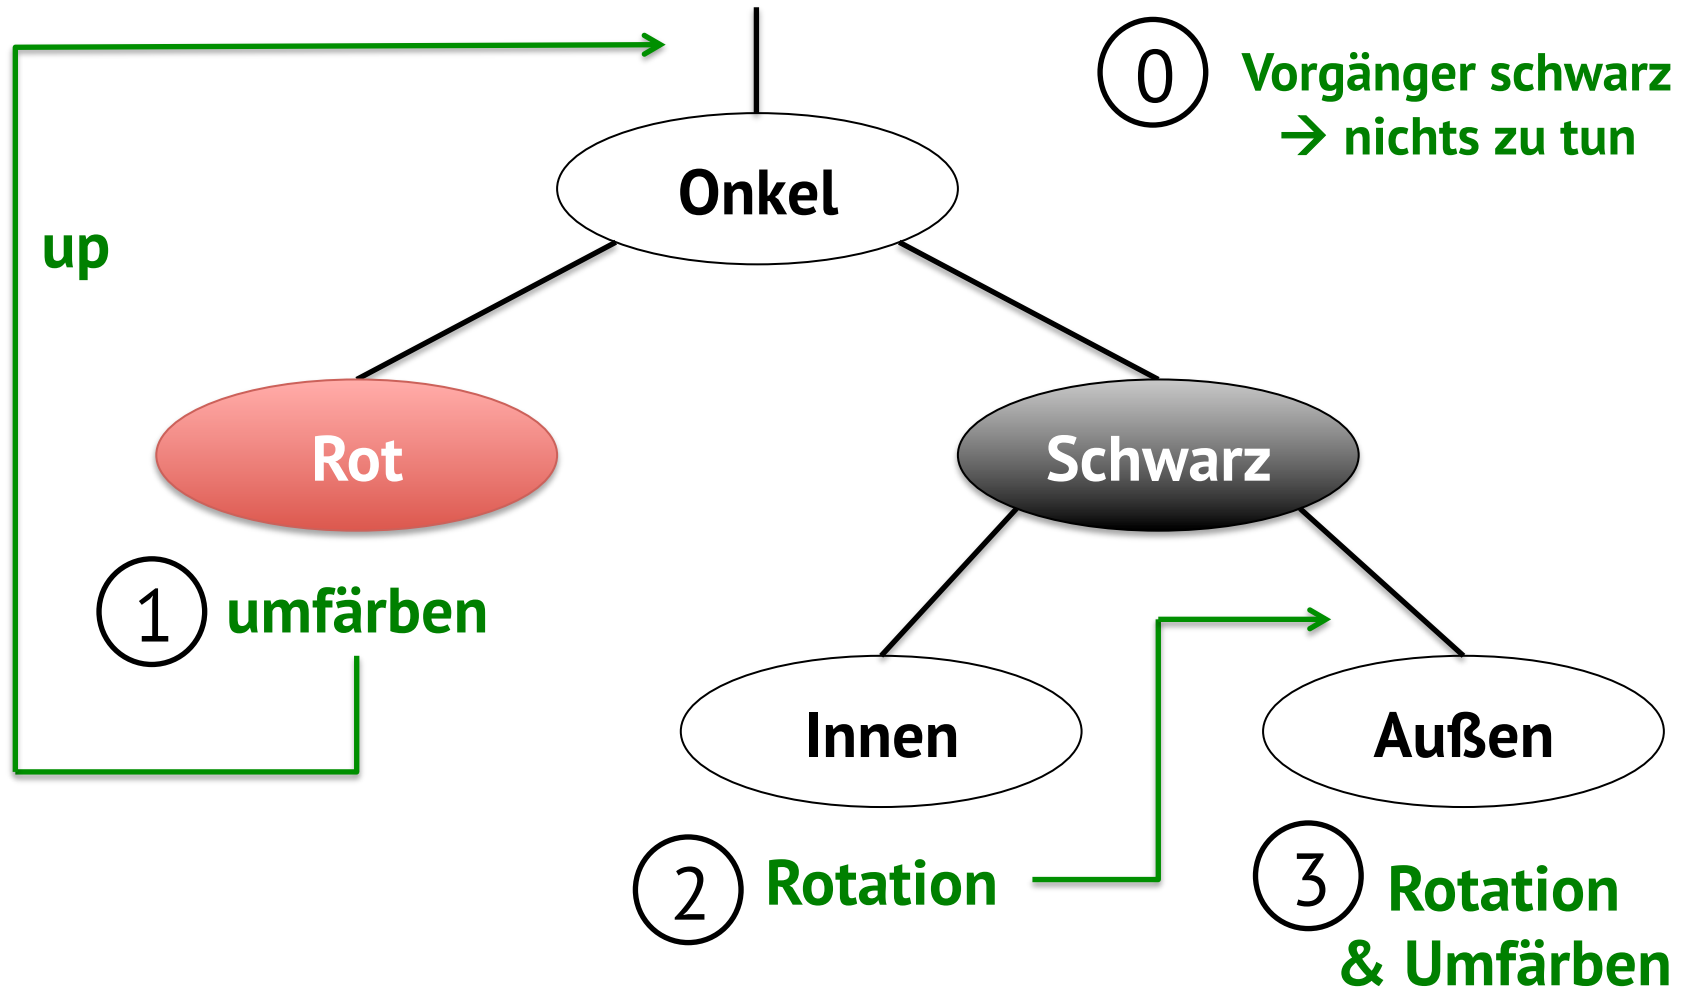 0
Vorgänger schwarz
→ nichts zu tun
Onkel
up
Rot
Schwarz
1
umfärben
Innen
Außen
2
Rotation
3
Rotation
& Umfärben